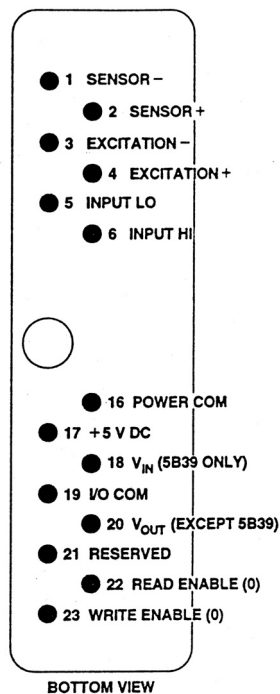 1 SENSOR−
2 SENSOR+
3 EXCITATION−
4 EXCITATION+
5 INPUT LO
6 INPUT HI
16 POWER COM
17 +5 V DC
18 VIN (5B39 ONLY)
19 I/O COM
20 VOUT (EXCEPT 5B39)
21 RESERVED
22 READ ENABLE (0)
23 WRITE ENABLE (0)
BOTTOM VIEW